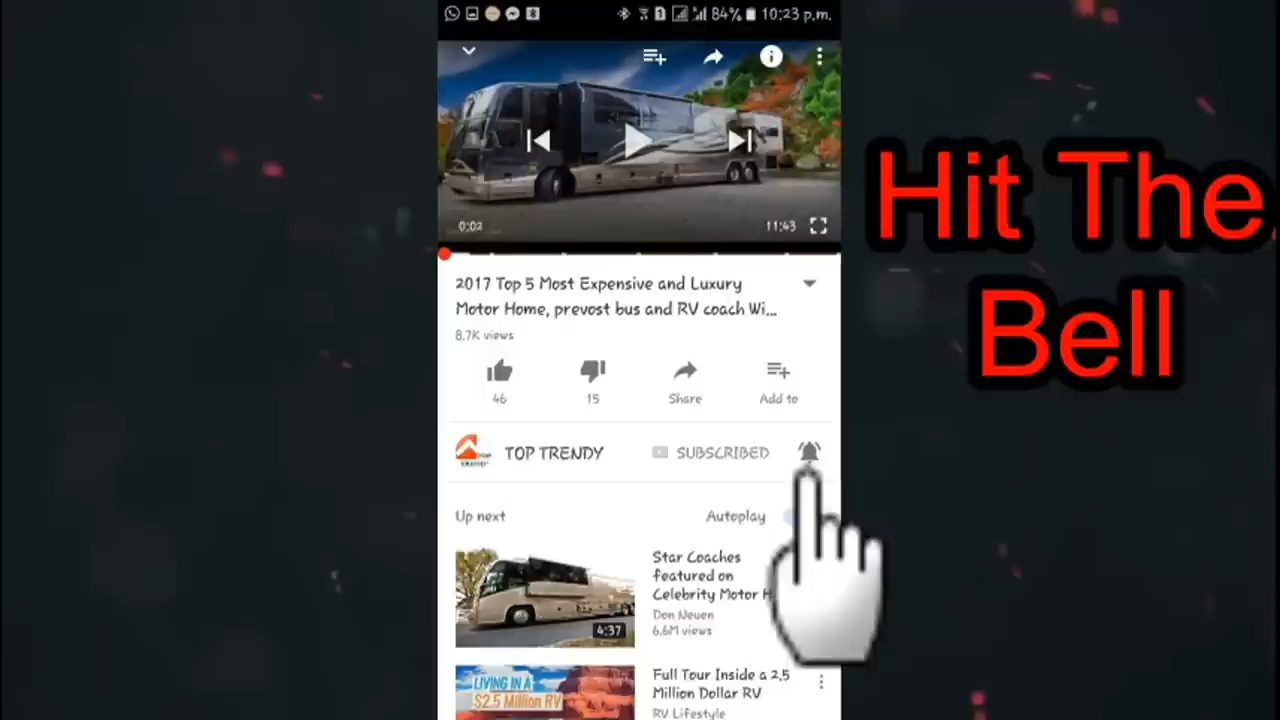 84% 10:23 p.m.
0:02
11:43
2017 Top 5 Most Expensive and Luxury
Motor Home, prevost bus and RV coach Wi...
8.7K views
46
15
Share
Add to
TOP TRENDY
SUBSCRIBED
Up next
Autoplay
Star Coaches
featured on
Celebrity Motor H
Don Neuen
6.6M views
4:37
LIVING IN A
$2.5 Million RV
Full Tour Inside a 2,5
Million Dollar RV
RV Lifestyle
Hit The
Bell